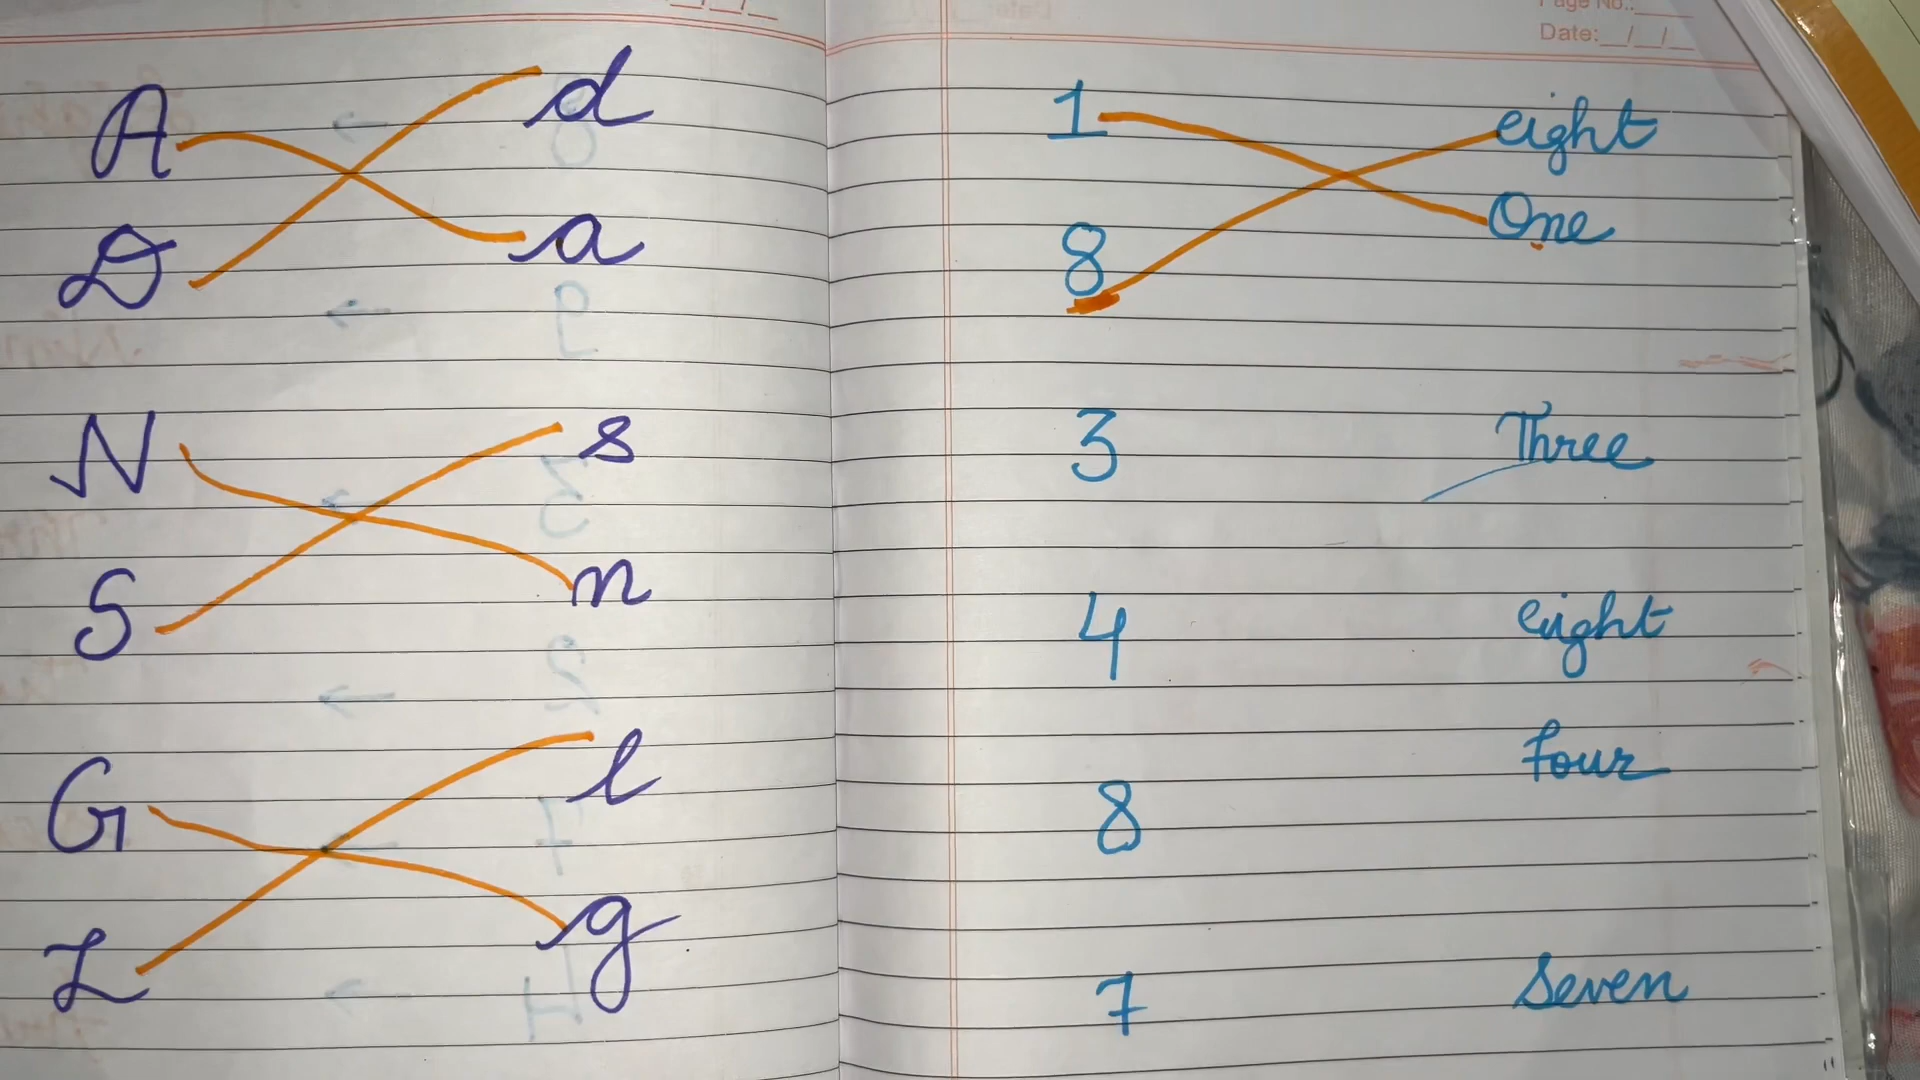 A d
D a
N s
S n
G l
L g
Page No.:
Date:
1 eight
8 One
3 Three
4 eight
8 four
7 Seven